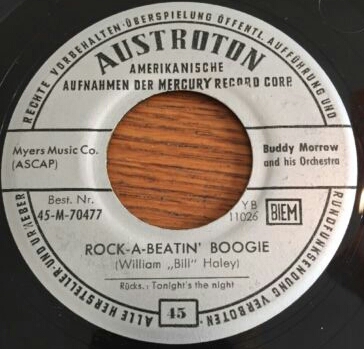 RECHTE VORBEHALTEN·ÜBERSPIELUNG ÖFFENTL. AUFFÜHRUNG UND
AUSTROTON
AMERIKANISCHE
AUFNAHMEN DER MERCURY RECORD CORP.
Myers Music Co.
(ASCAP)
Buddy Morrow
and his Orchestra
Best. Nr.
45-M-70477
YB
11026
BIEM
ROCK-A-BEATIN' BOOGIE
(William „Bill" Haley)
Rücks.: Tonight's the night
45
ALLE HERSTELLER-UND URHEBER
RUNDFUNKSENDUNG VERBOTEN·